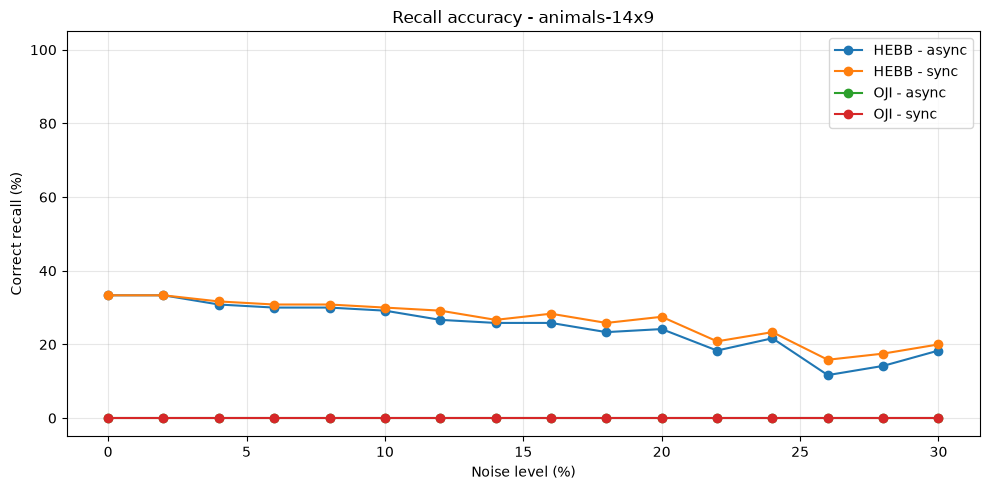 Recall accuracy - animals-14x9
100
80
60
40
20
0
Correct recall (%)
HEBB - async
HEBB - sync
OJI - async
OJI - sync
0 5 10 15 20 25 30
Noise level (%)